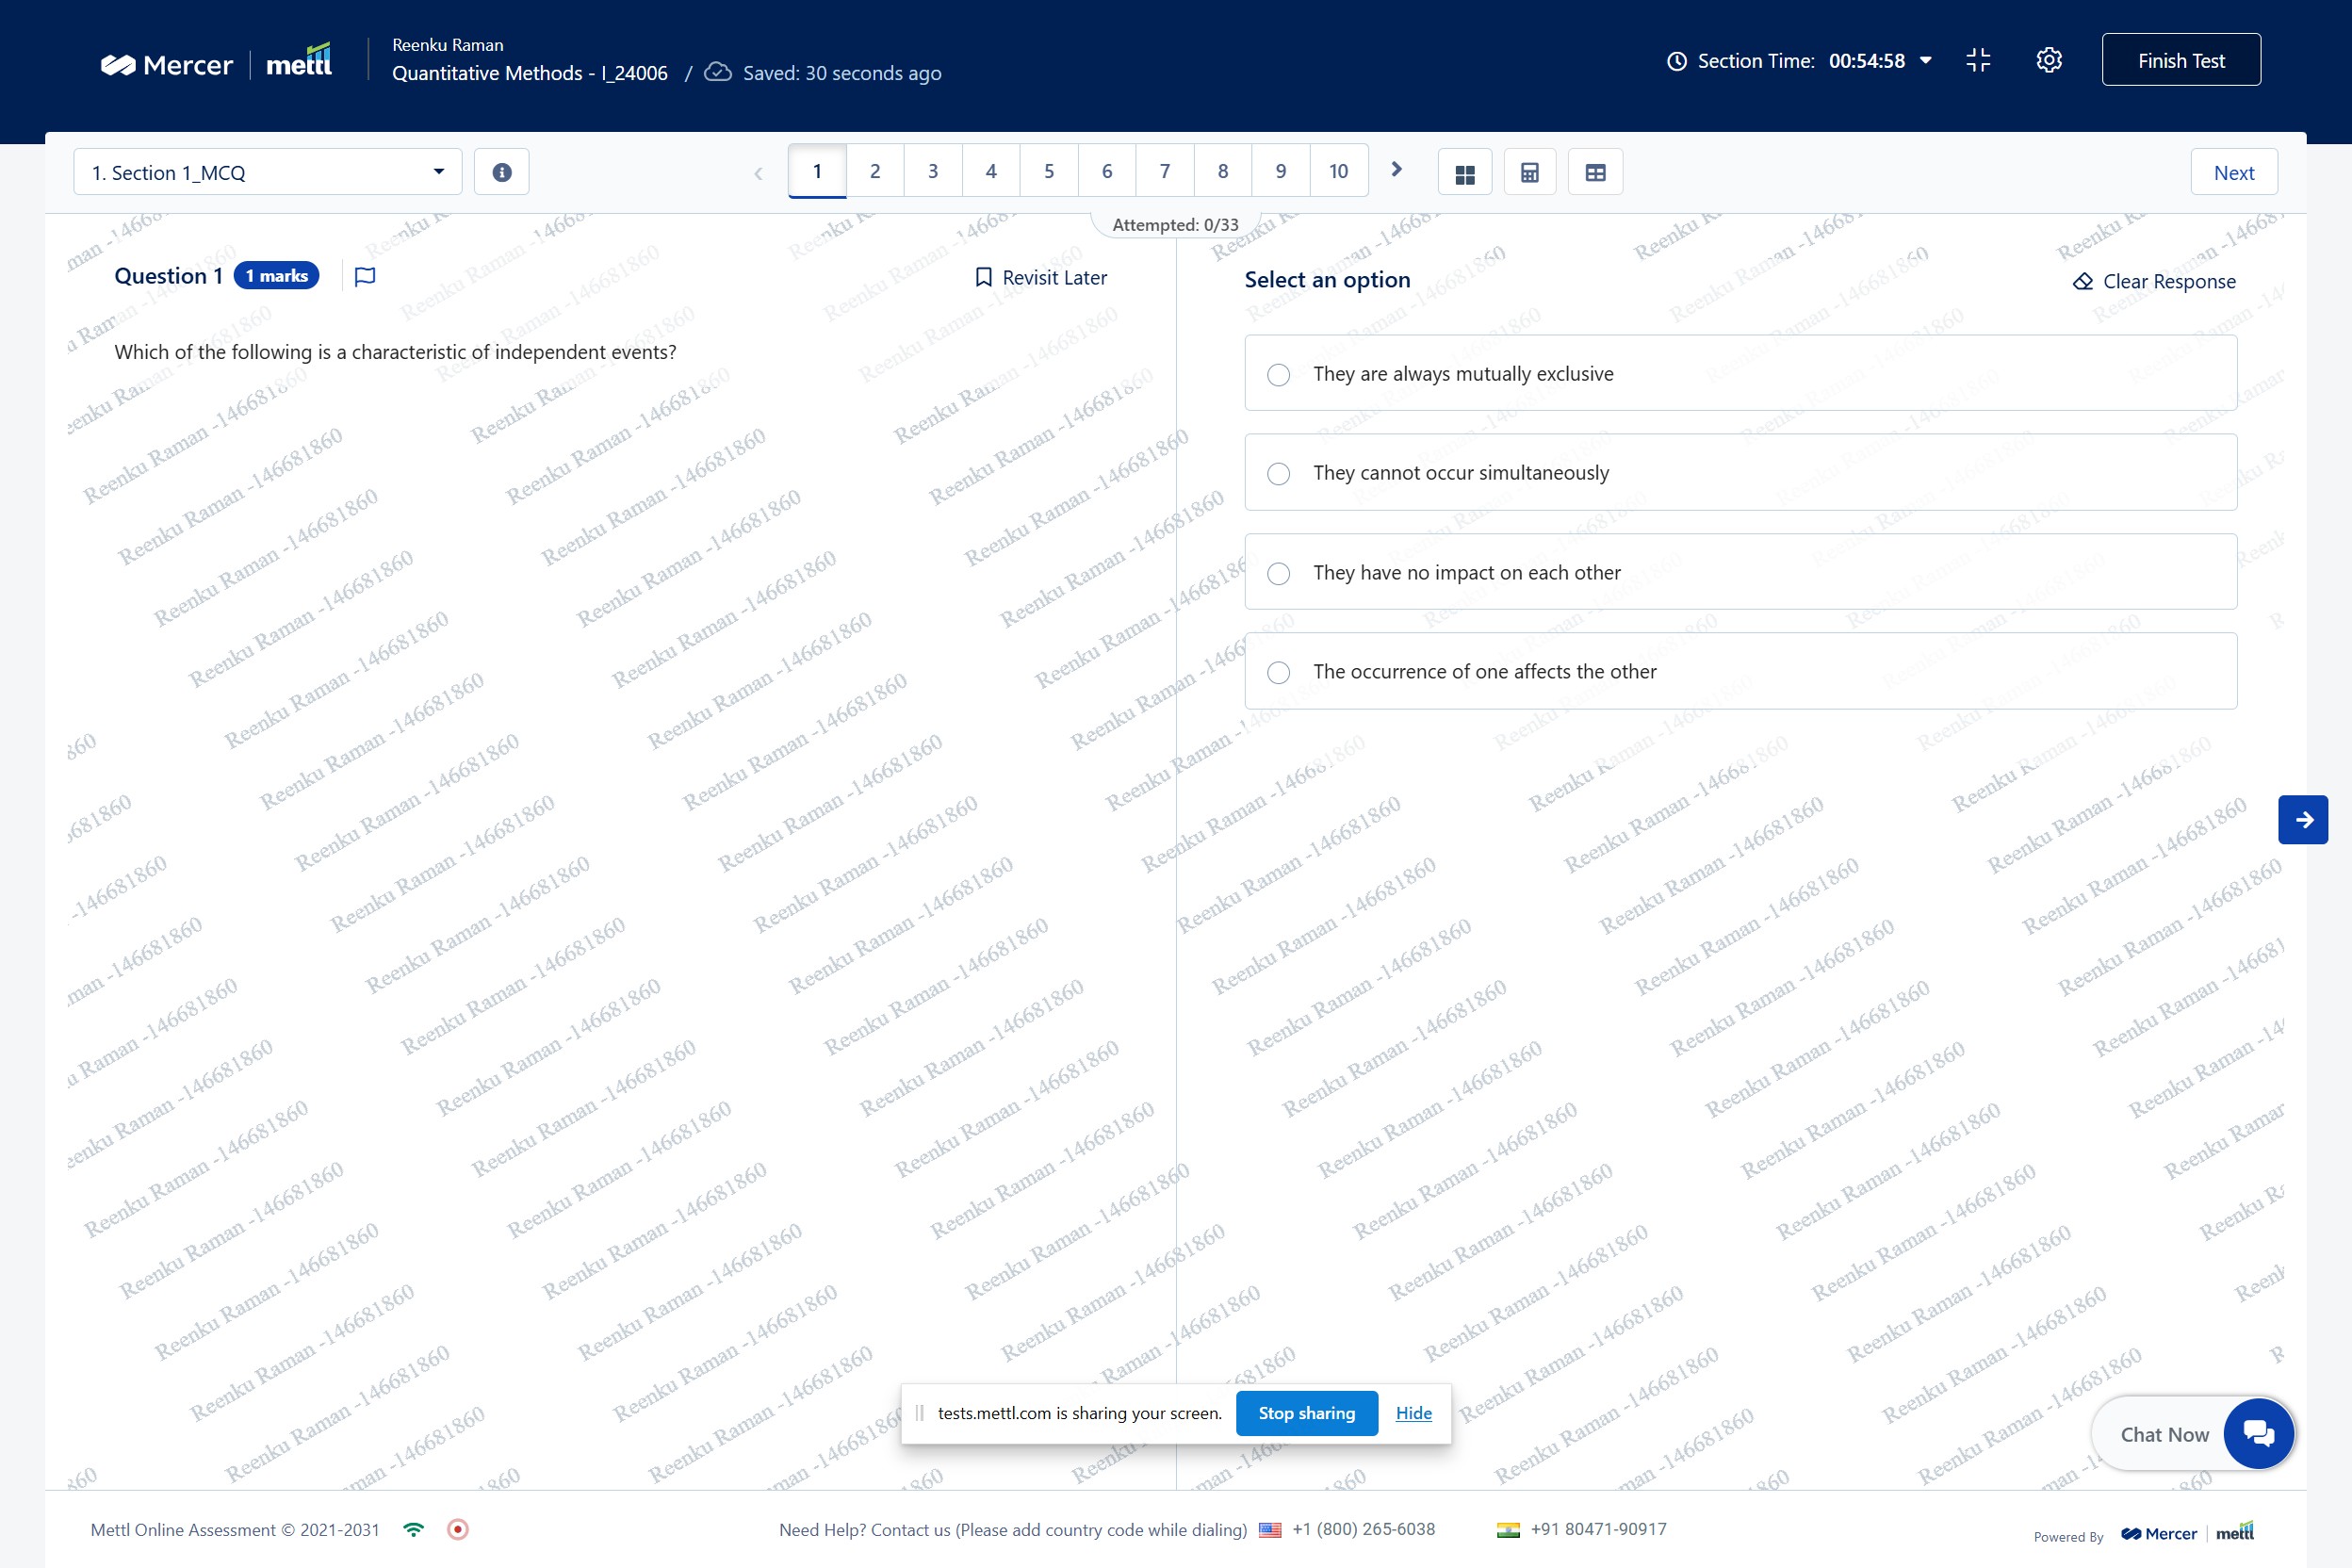 Mercer | mettl
Reenku Raman
Quantitative Methods - I_24006 / Saved: 30 seconds ago
Section Time: 00:54:58
Finish Test
1. Section 1_MCQ
1 2 3 4 5 6 7 8 9 10
Next
Attempted: 0/33
Question 1 1 marks
Revisit Later
Which of the following is a characteristic of independent events?
Select an option
Clear Response
They are always mutually exclusive
They cannot occur simultaneously
They have no impact on each other
The occurrence of one affects the other
Reenku Raman -146681860
tests.mettl.com is sharing your screen. Stop sharing Hide
Chat Now
Mettl Online Assessment © 2021-2031
Need Help? Contact us (Please add country code while dialing) +1 (800) 265-6038 +91 80471-90917
Powered By Mercer | mettl